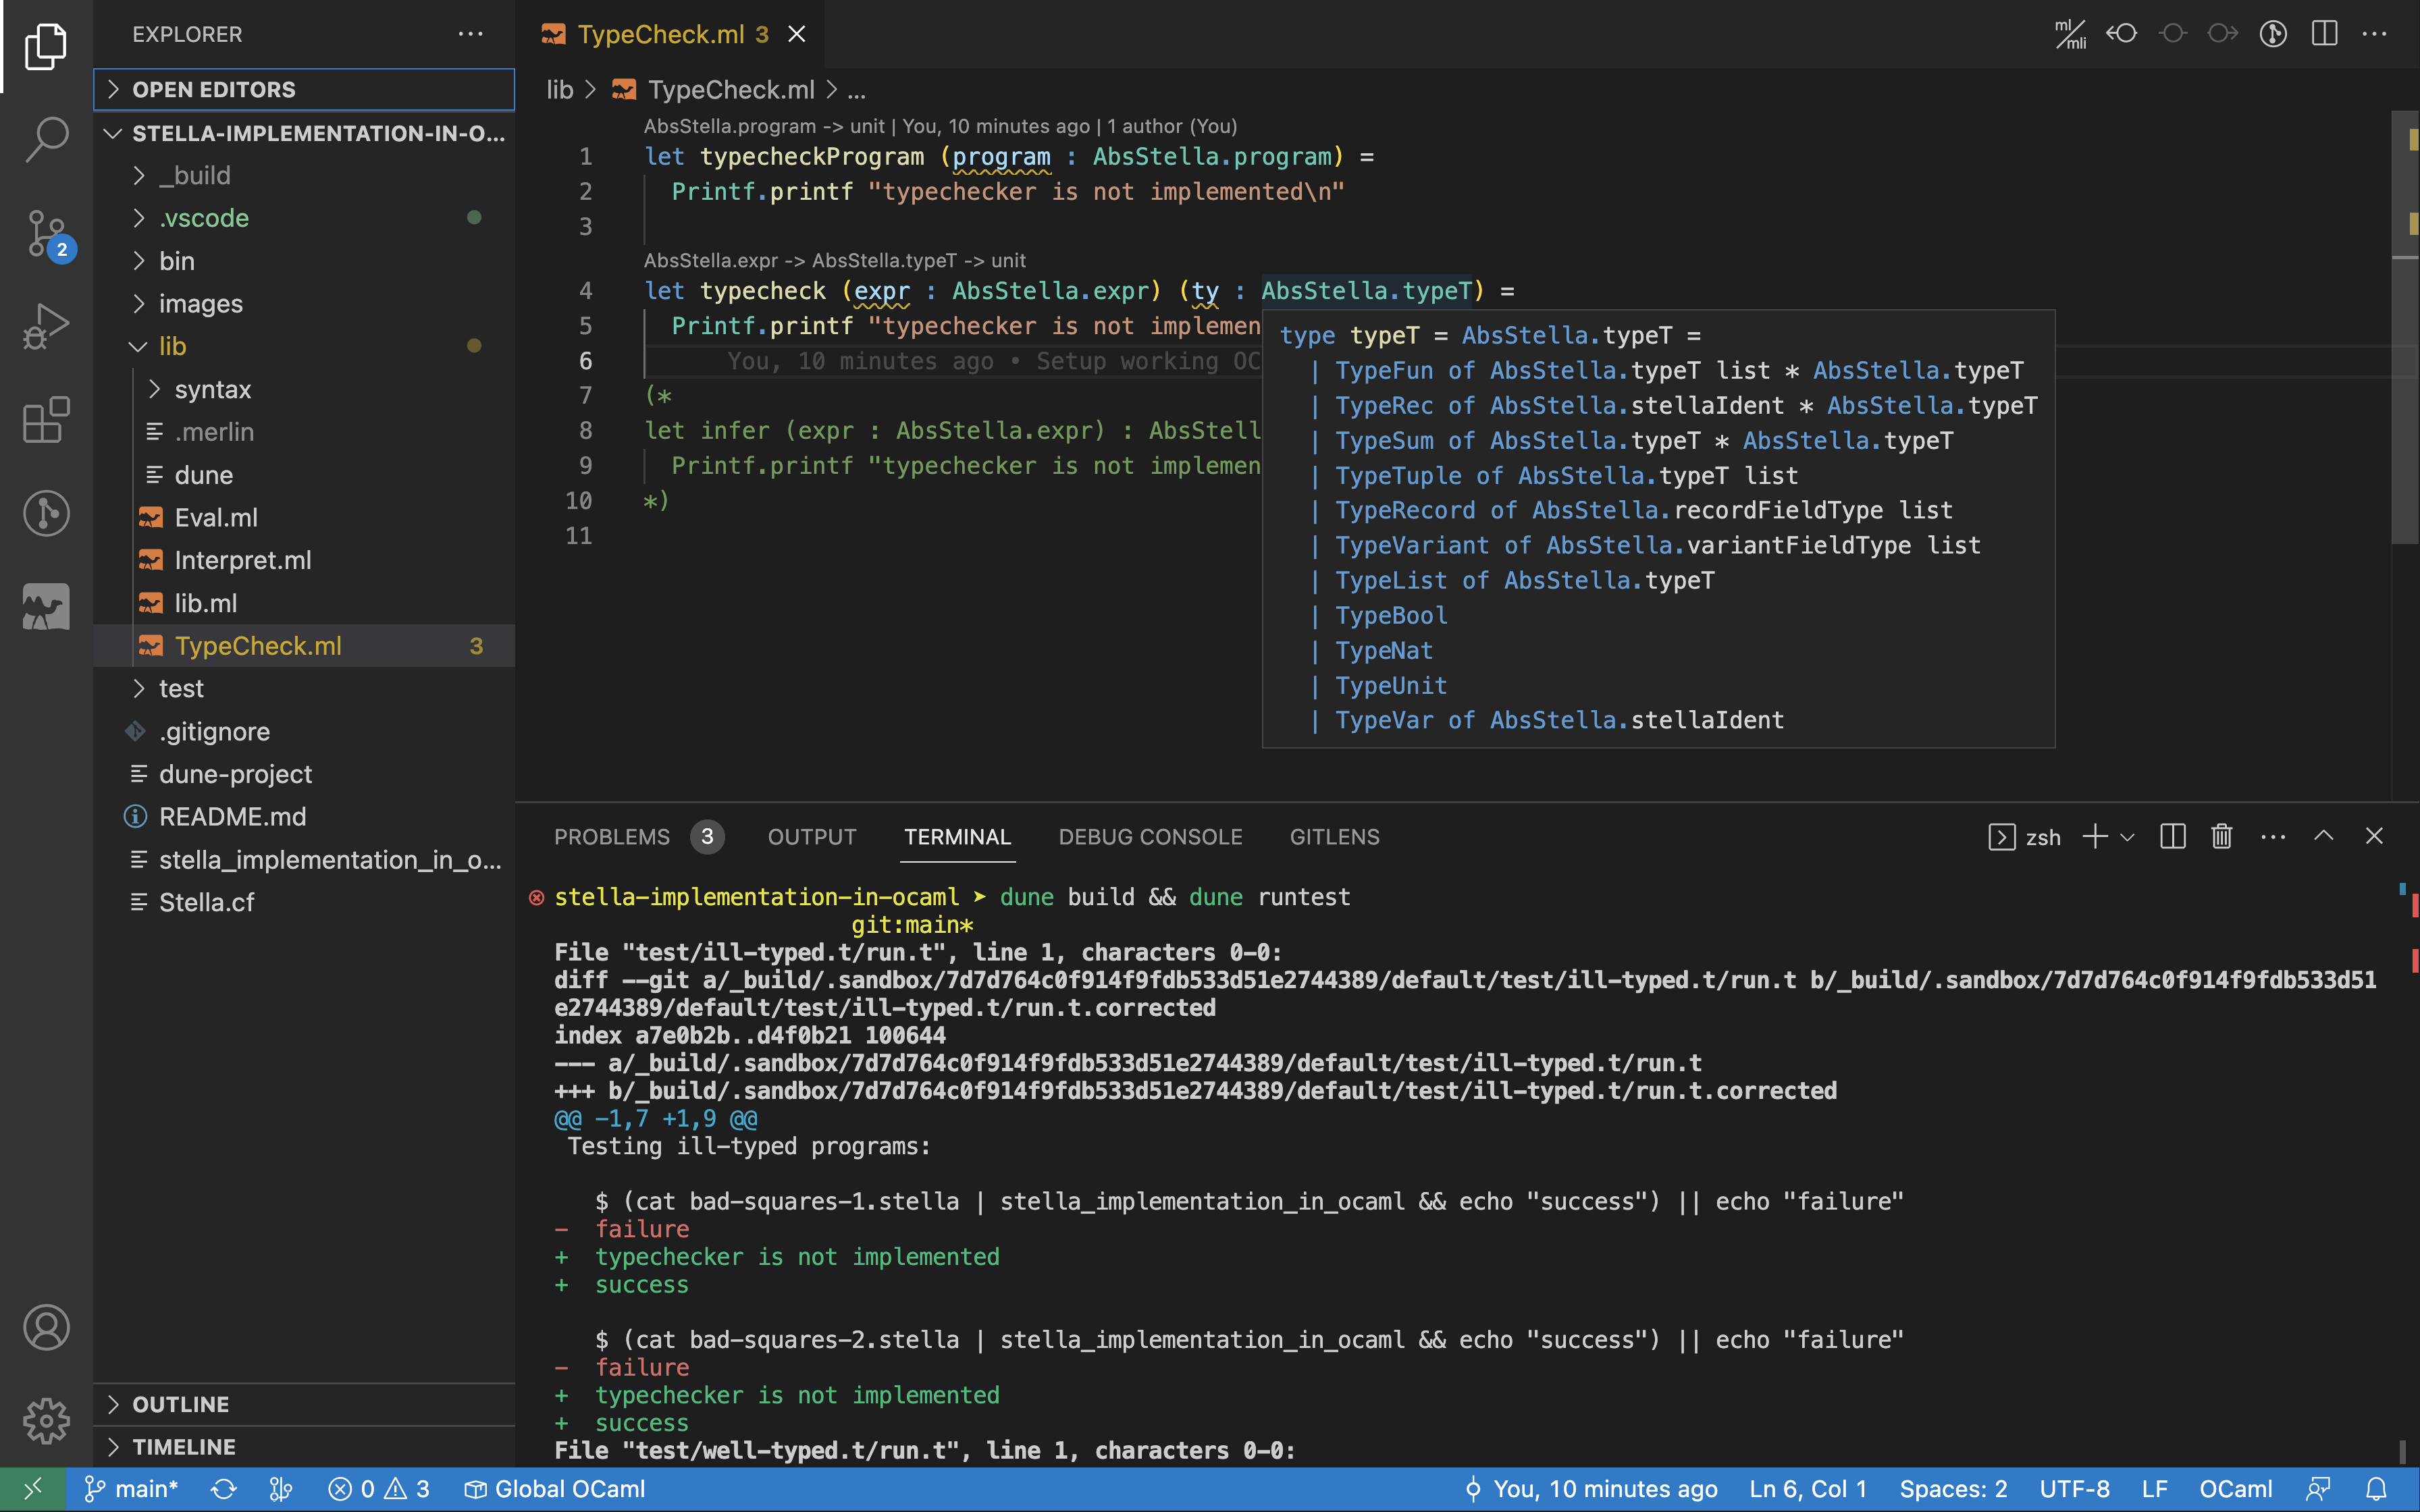 EXPLORER
OPEN EDITORS
STELLA-IMPLEMENTATION-IN-O...
_build
.vscode
bin
images
lib
syntax
.merlin
dune
Eval.ml
Interpret.ml
lib.ml
TypeCheck.ml 3
test
.gitignore
dune-project
README.md
stella_implementation_in_o...
Stella.cf
OUTLINE
TIMELINE
2
TypeCheck.ml 3
ml/mli
lib > TypeCheck.ml > ...
AbsStella.program -> unit | You, 10 minutes ago | 1 author (You)
1 let typecheckProgram (program : AbsStella.program) =
2 Printf.printf "typechecker is not implemented\n"
3
AbsStella.expr -> AbsStella.typeT -> unit
4 let typecheck (expr : AbsStella.expr) (ty : AbsStella.typeT) =
5 Printf.printf "typechecker is not implemen
6 You, 10 minutes ago • Setup working OC
7 (*
8 let infer (expr : AbsStella.expr) : AbsStell
9 Printf.printf "typechecker is not implemen
10 *)
11
type typeT = AbsStella.typeT =
| TypeFun of AbsStella.typeT list * AbsStella.typeT
| TypeRec of AbsStella.stellaIdent * AbsStella.typeT
| TypeSum of AbsStella.typeT * AbsStella.typeT
| TypeTuple of AbsStella.typeT list
| TypeRecord of AbsStella.recordFieldType list
| TypeVariant of AbsStella.variantFieldType list
| TypeList of AbsStella.typeT
| TypeBool
| TypeNat
| TypeUnit
| TypeVar of AbsStella.stellaIdent
PROBLEMS 3 OUTPUT TERMINAL DEBUG CONSOLE GITLENS
zsh
stella-implementation-in-ocaml ➤ dune build && dune runtest
git:main*
File "test/ill-typed.t/run.t", line 1, characters 0-0:
diff --git a/_build/.sandbox/7d7d764c0f914f9fdb533d51e2744389/default/test/ill-typed.t/run.t b/_build/.sandbox/7d7d764c0f914f9fdb533d51
e2744389/default/test/ill-typed.t/run.t.corrected
index a7e0b2b..d4f0b21 100644
--- a/_build/.sandbox/7d7d764c0f914f9fdb533d51e2744389/default/test/ill-typed.t/run.t
+++ b/_build/.sandbox/7d7d764c0f914f9fdb533d51e2744389/default/test/ill-typed.t/run.t.corrected
@@ -1,7 +1,9 @@
Testing ill-typed programs:
$ (cat bad-squares-1.stella | stella_implementation_in_ocaml && echo "success") || echo "failure"
- failure
+ typechecker is not implemented
+ success
$ (cat bad-squares-2.stella | stella_implementation_in_ocaml && echo "success") || echo "failure"
- failure
+ typechecker is not implemented
+ success
File "test/well-typed.t/run.t", line 1, characters 0-0:
main* 0 3 Global OCaml You, 10 minutes ago Ln 6, Col 1 Spaces: 2 UTF-8 LF OCaml